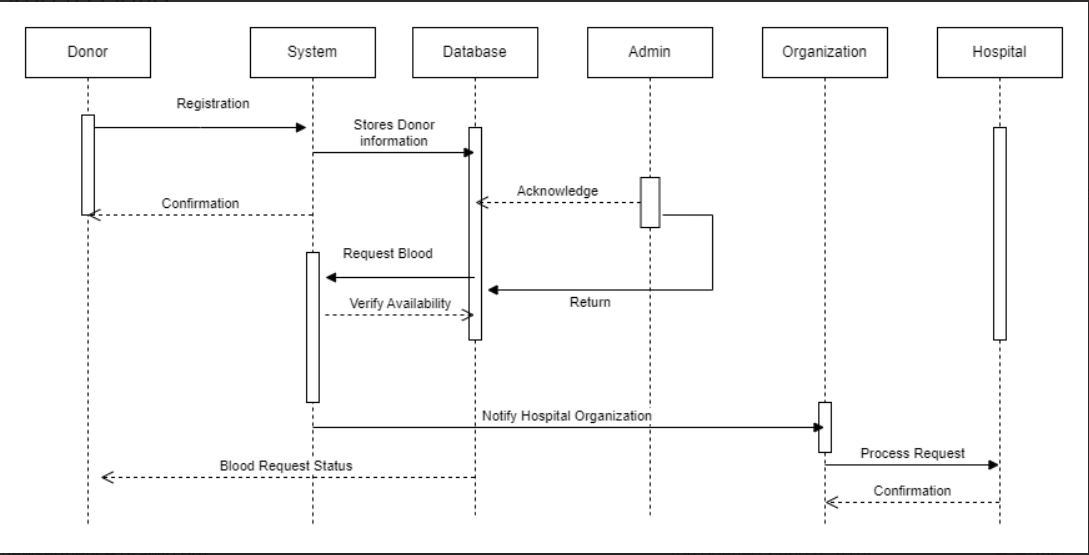 Donor
System
Database
Admin
Organization
Hospital
Registration
Stores Donor
information
Acknowledge
Confirmation
Request Blood
Return
Verify Availability
Notify Hospital Organization
Process Request
Blood Request Status
Confirmation